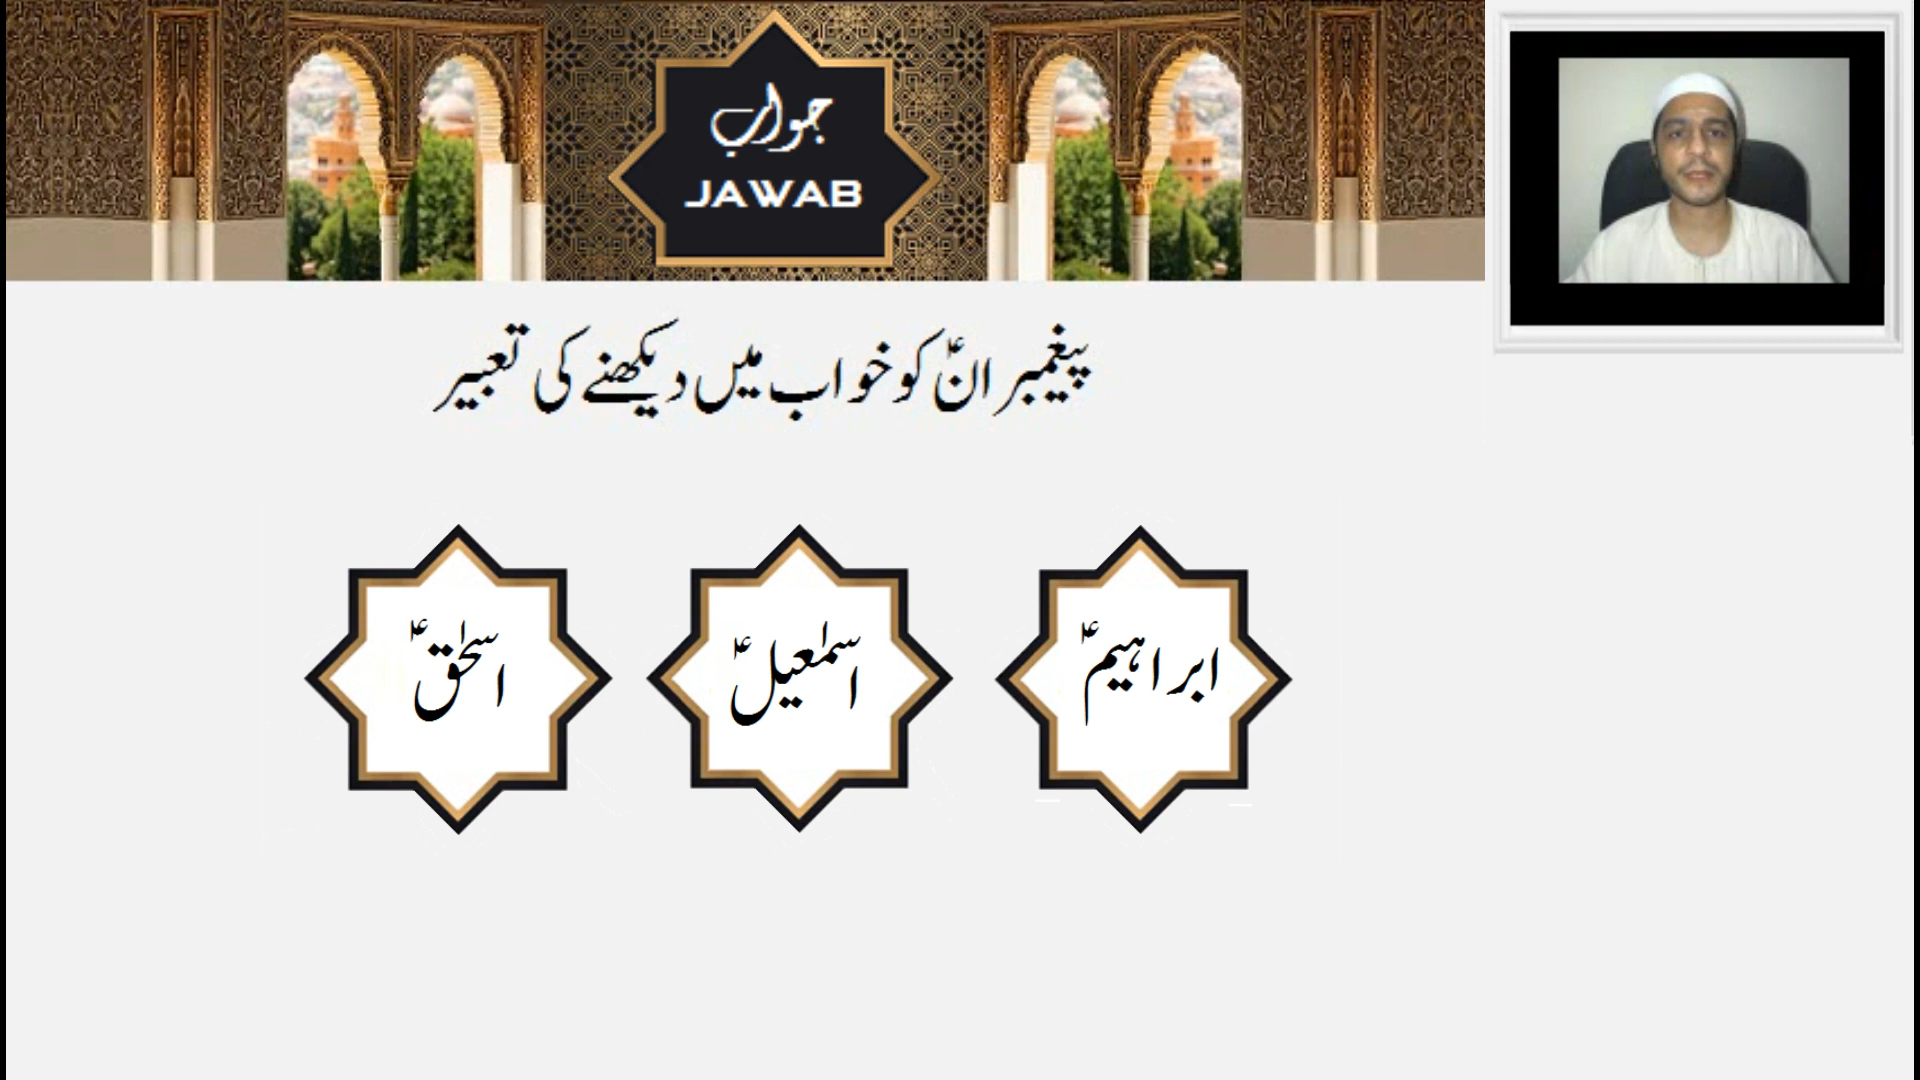 جواب
JAWAB
پیغمبرانؑ کو خواب میں دیکھنے کی تعبیر
ابراہیمؑ
اسمٰعیلؑ
اسحٰقؑ